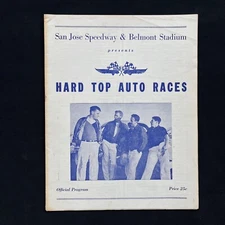 San Jose Speedway & Belmont Stadium
presents
HARD TOP AUTO RACES
Official Program
Price 25c